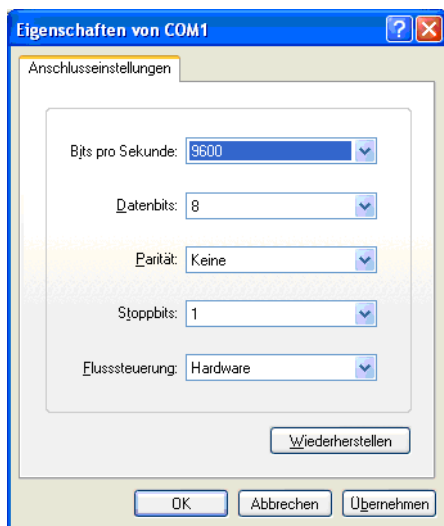 Eigenschaften von COM1
Anschlusseinstellungen
Bits pro Sekunde: 9600
Datenbits: 8
Parität: Keine
Stoppbits: 1
Flusssteuerung: Hardware
Wiederherstellen
OK Abbrechen Übernehmen